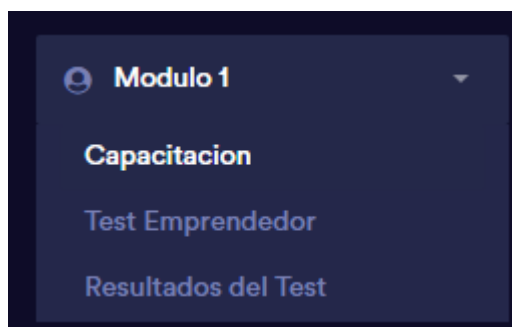 Modulo 1
Capacitacion
Test Emprendedor
Resultados del Test